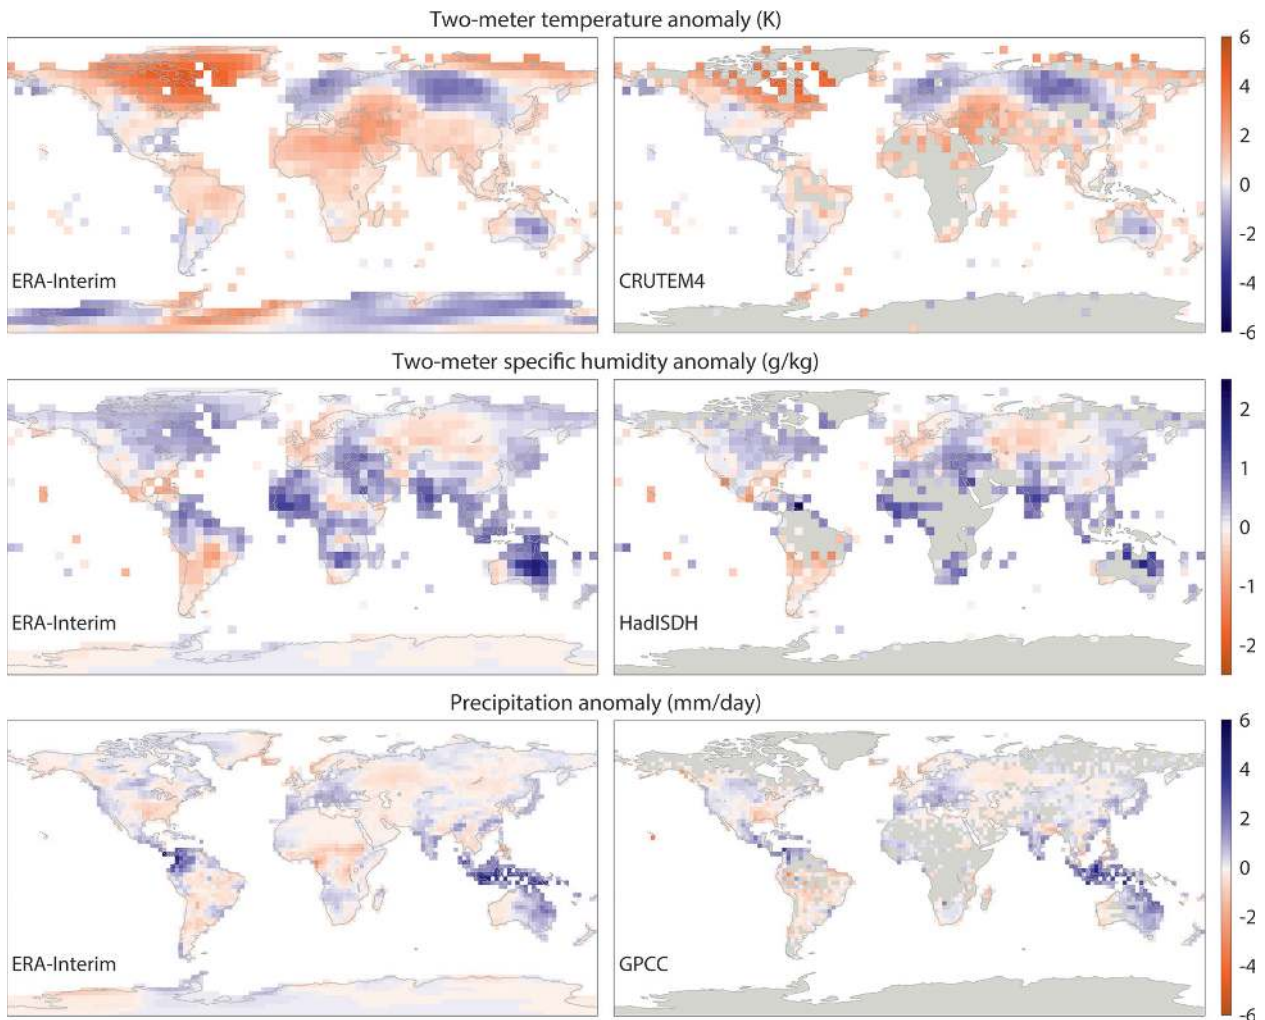 Two-meter temperature anomaly (K)
ERA-Interim
CRUTEM4
6
4
2
0
-2
-4
-6
Two-meter specific humidity anomaly (g/kg)
ERA-Interim
HadISDH
2
1
0
-1
-2
Precipitation anomaly (mm/day)
ERA-Interim
GPCC
6
4
2
0
-2
-4
-6